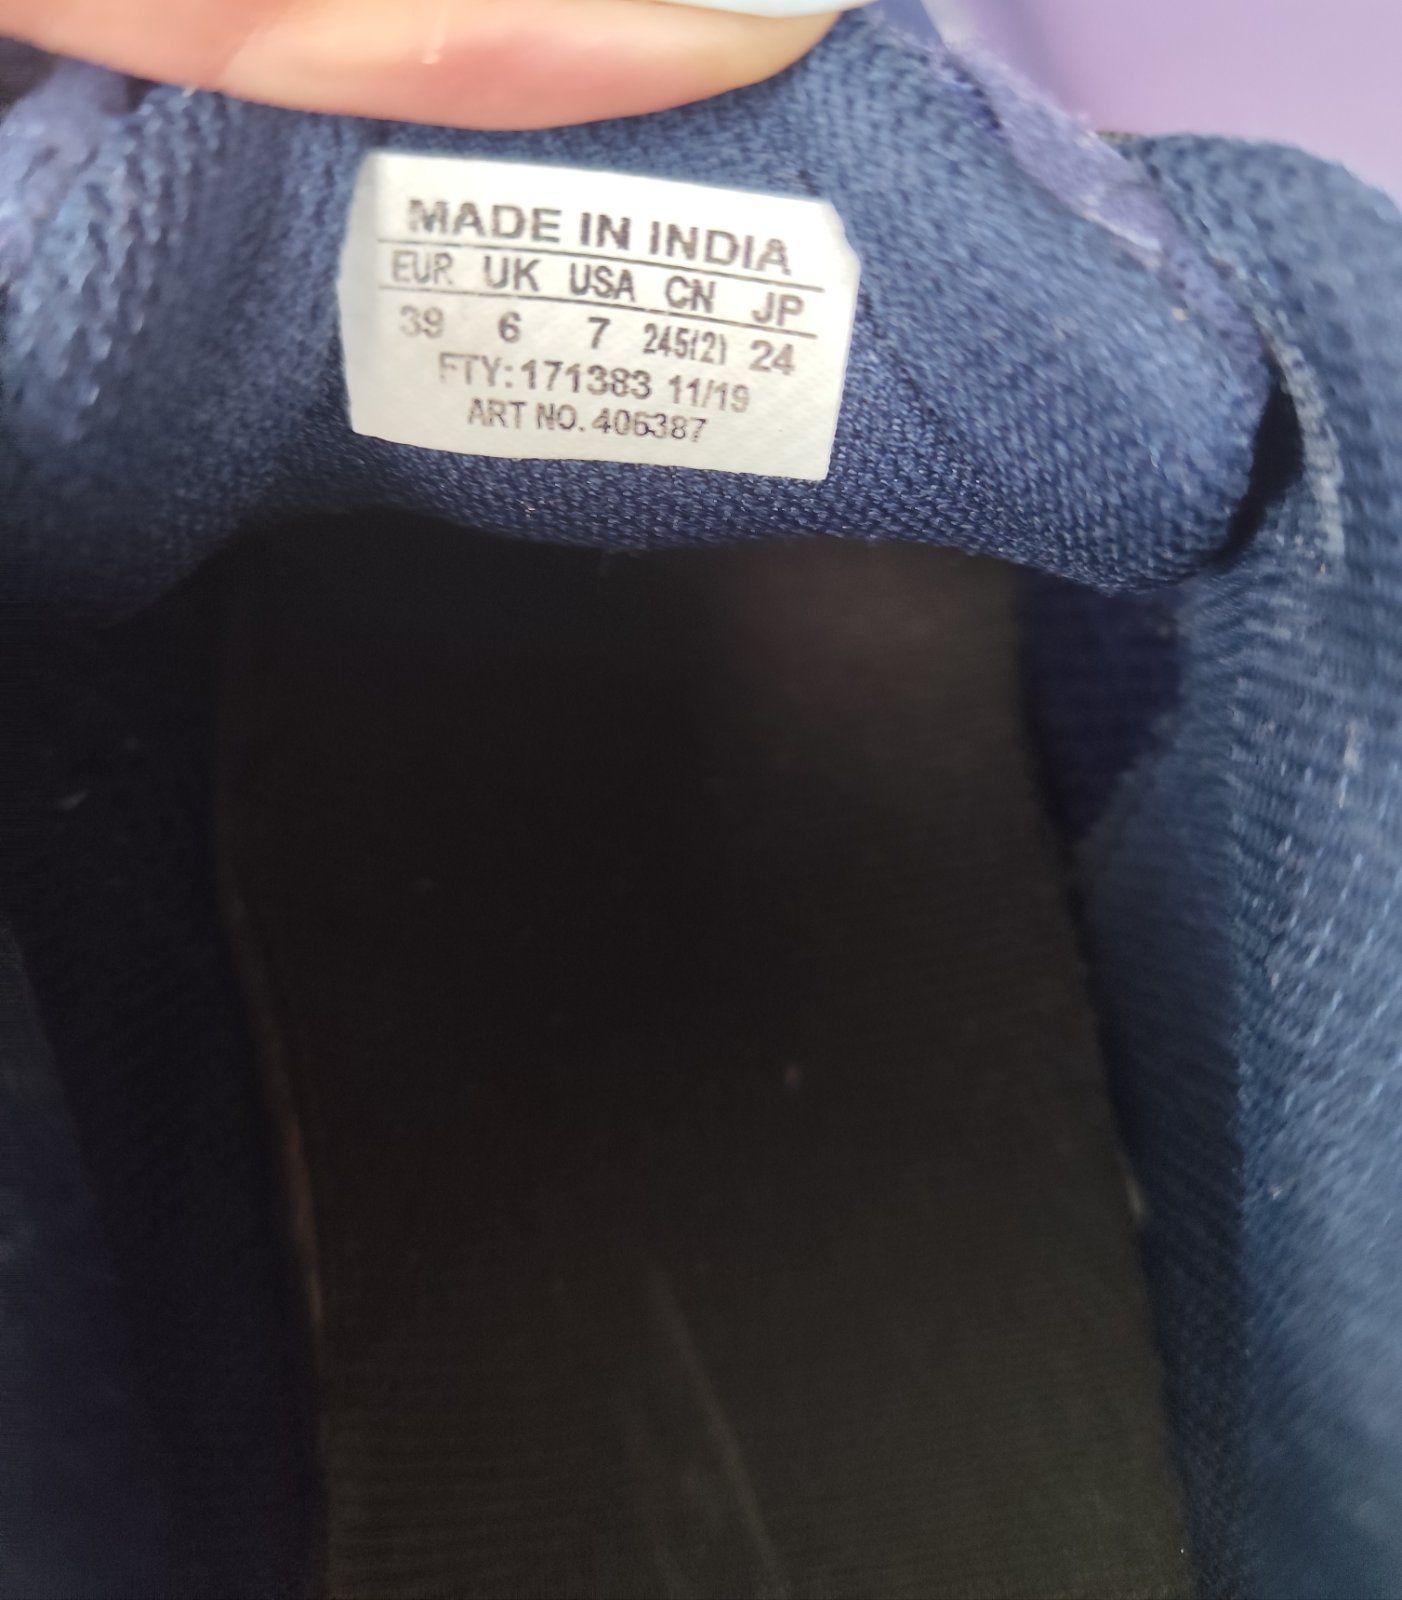 MADE IN INDIA
EUR UK USA CN JP
39 6 7 245(2) 24
FTY:171383 11/19
ART NO. 406387